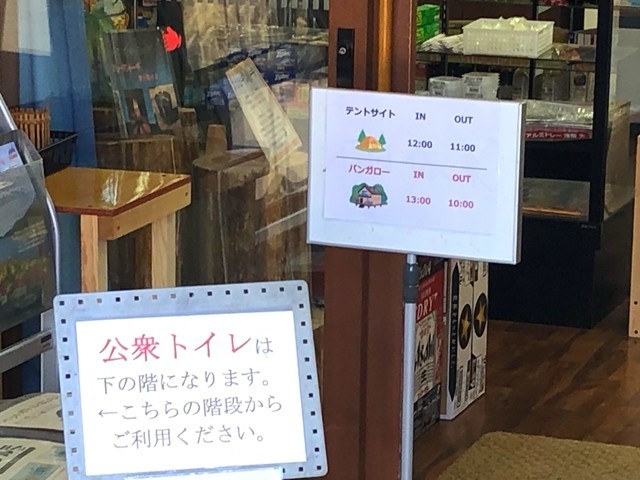 テントサイト IN OUT
12:00 11:00
バンガロー IN OUT
13:00 10:00
公衆トイレは
下の階になります。
←こちらの階段から
ご利用ください。
DRY
Asahi